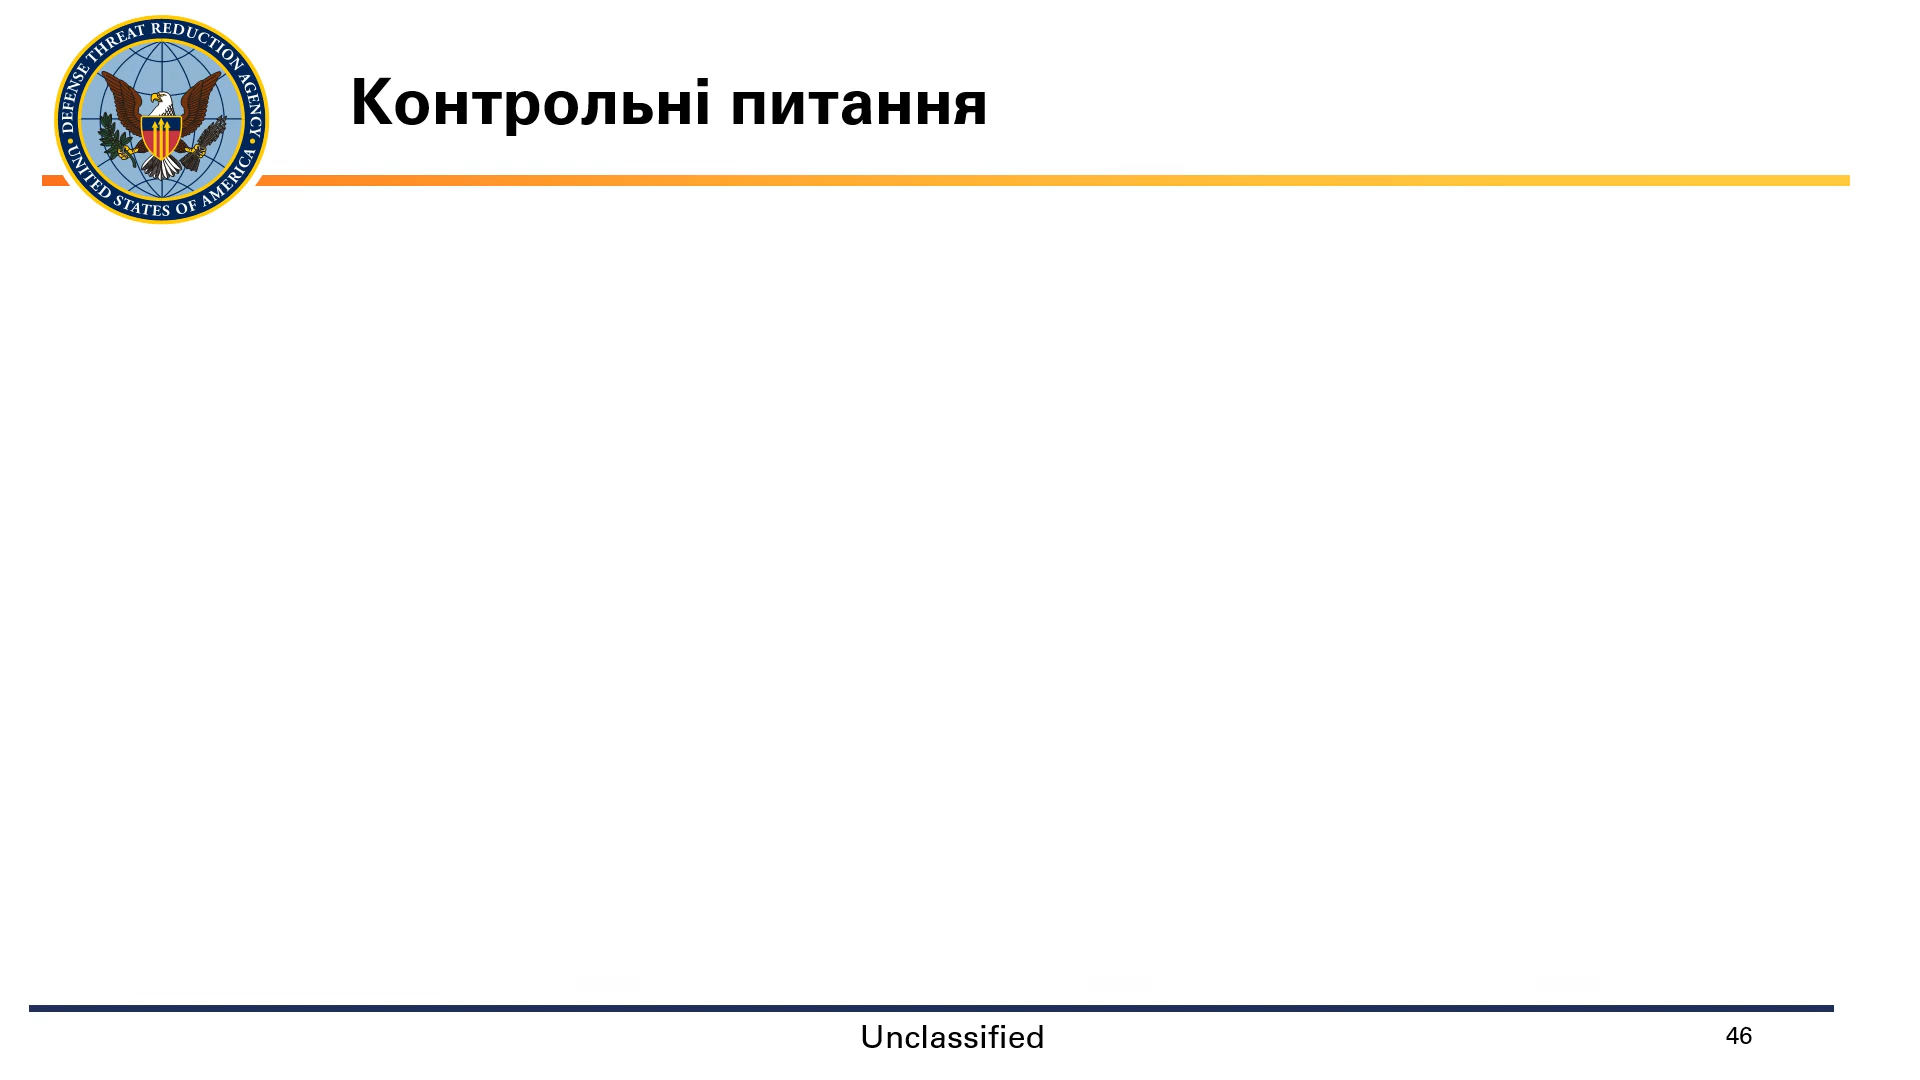 DEFENSE THREAT REDUCTION AGENCY
UNITED STATES OF AMERICA
Контрольні питання
Unclassified
46